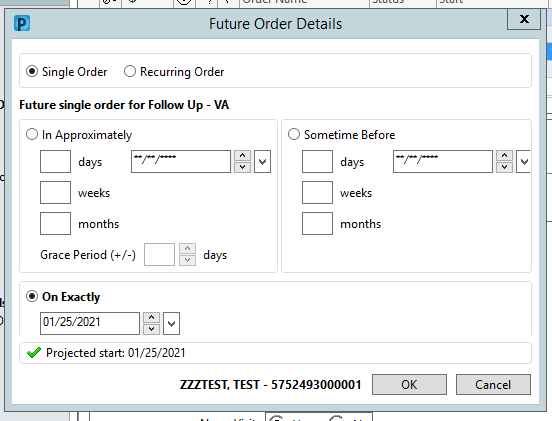 Order Name Status Start
Future Order Details
Single Order Recurring Order
Future single order for Follow Up - VA
In Approximately Sometime Before
days **/**/**** days **/**/****
weeks weeks
months months
Grace Period (+/-) days
On Exactly
01/25/2021
Projected start: 01/25/2021
ZZZTEST, TEST - 5752493000001 OK Cancel